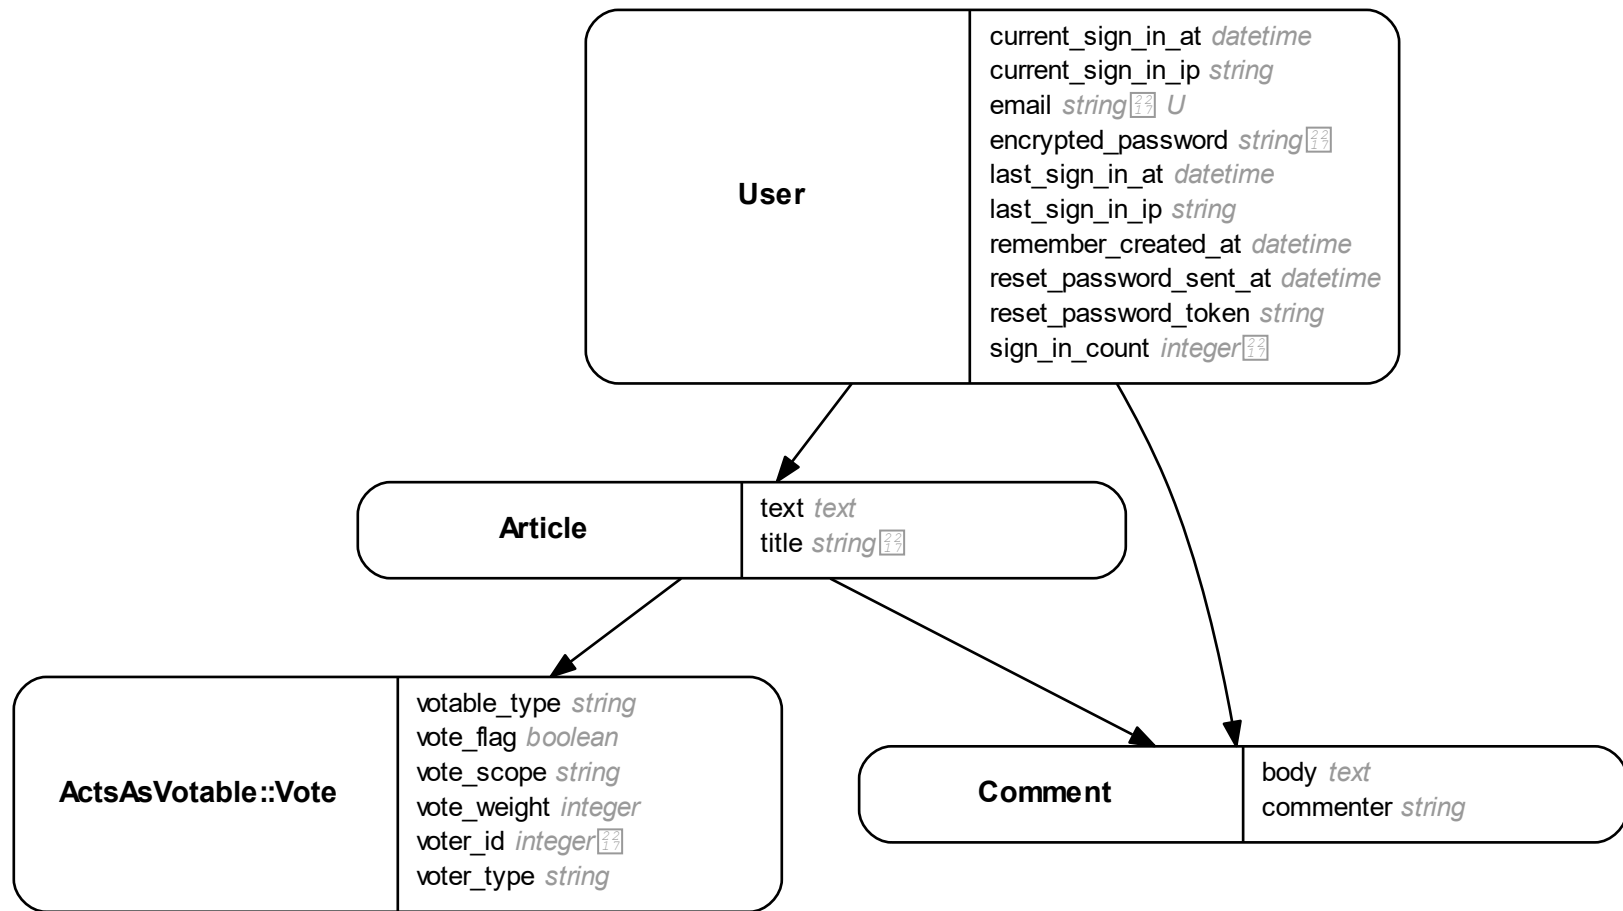 User
current_sign_in_at datetime
current_sign_in_ip string
email string∗ U
encrypted_password string∗
last_sign_in_at datetime
last_sign_in_ip string
remember_created_at datetime
reset_password_sent_at datetime
reset_password_token string
sign_in_count integer∗
Article
text text
title string∗
ActsAsVotable::Vote
votable_type string
vote_flag boolean
vote_scope string
vote_weight integer
voter_id integer∗
voter_type string
Comment
body text
commenter string